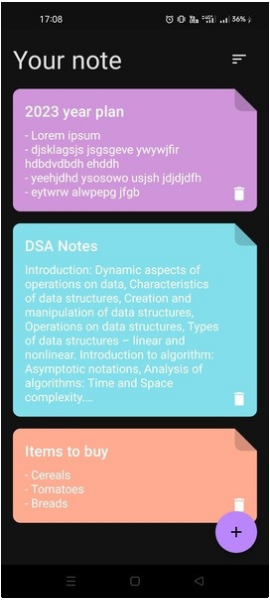 17:08
36%
Your note
2023 year plan
- Lorem ipsum
- djsklagsjs jsgsgeve ywywjfir
hdbdvdbdh ehddh
- yeehjdhd ysosowo usjsh jdjdjdfh
- eytwrw alwpepg jfgb
DSA Notes
Introduction: Dynamic aspects of
operations on data, Characteristics
of data structures, Creation and
manipulation of data structures,
Operations on data structures, Types
of data structures – linear and
nonlinear. Introduction to algorithm:
Asymptotic notations, Analysis of
algorithms: Time and Space
complexity....
Items to buy
- Cereals
- Tomatoes
- Breads
+